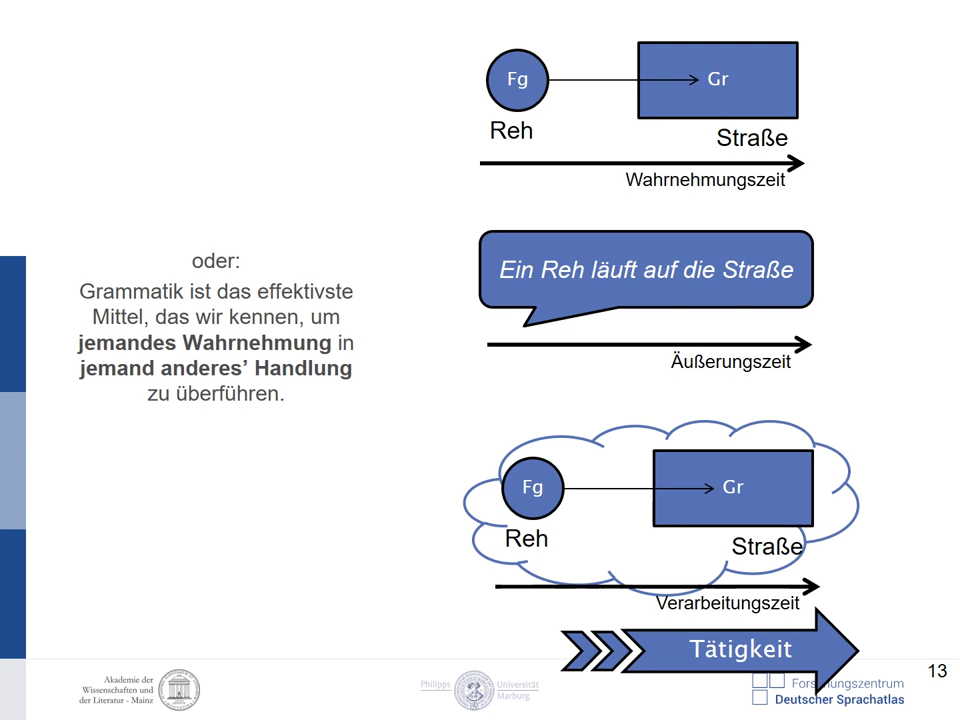 oder:
Grammatik ist das effektivste
Mittel, das wir kennen, um
jemandes Wahrnehmung in
jemand anderes’ Handlung
zu überführen.
Fg
Gr
Reh
Straße
Wahrnehmungszeit
Ein Reh läuft auf die Straße
Äußerungszeit
Fg
Gr
Reh
Straße
Verarbeitungszeit
Tätigkeit
Akademie der
Wissenschaften und
der Literatur - Mainz
Philipps
Universität
Marburg
Forschungszentrum
Deutscher Sprachatlas
13